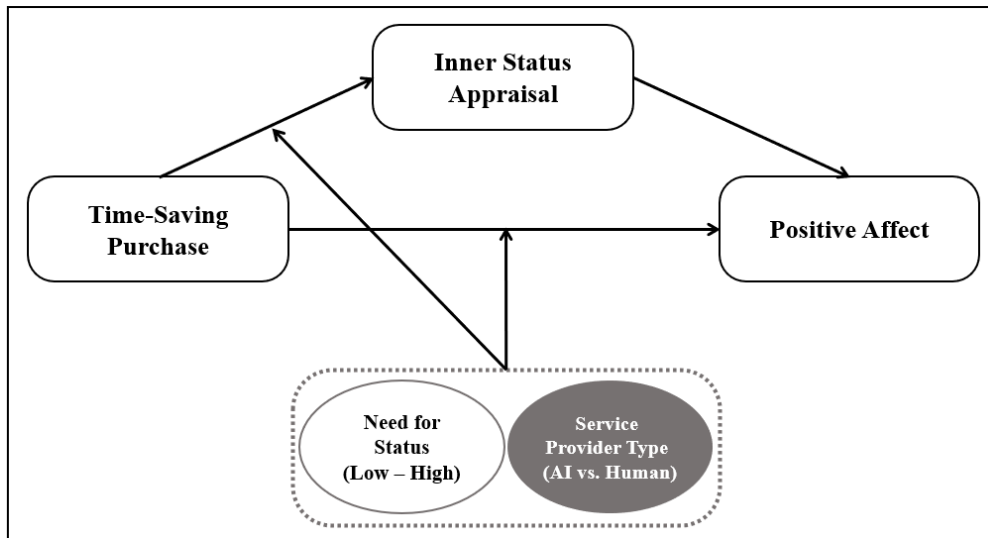 Inner Status
Appraisal
Time-Saving
Purchase
Positive Affect
Need for
Status
(Low – High)
Service
Provider Type
(AI vs. Human)